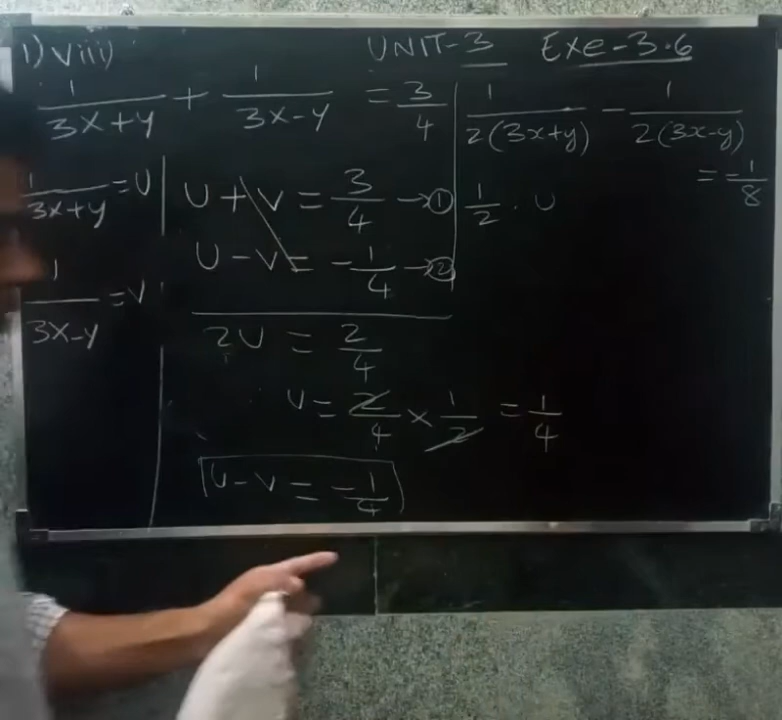 1) viii) UNIT-3 Exe-3.6
1/(3x+y) + 1/(3x-y) = 3/4
1/(3x+y) = U
1/(3x-y) = V
U + V = 3/4 → ①
U - V = -1/4 → ②
2U = 2/4
U = 2/4 × 1/2 = 1/4
U - V = -1/4
1/2(3x+y) - 1/2(3x-y)
= -1/8
1/2 . U